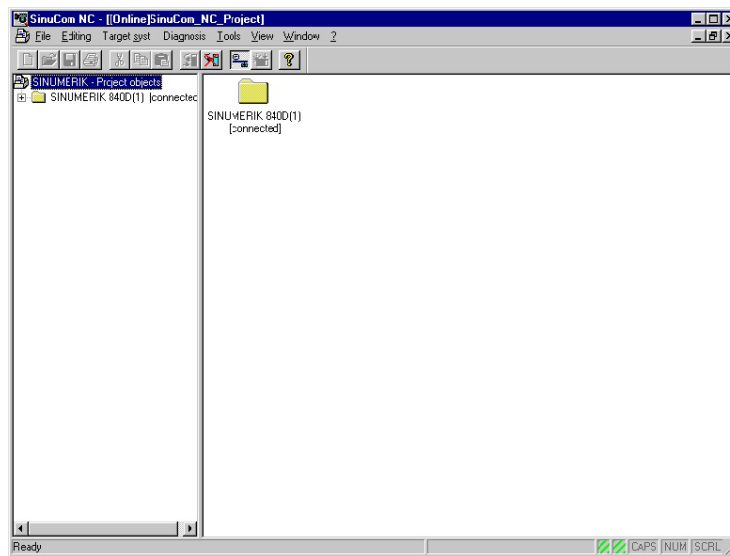 SinuCom NC - [[Online]SinuCom_NC_Project]
File Editing Target syst Diagnosis Tools View Window ?
SINUMERIK - Project objects
SINUMERIK 840D(1) [connected
SINUMERIK 840D(1)
[connected]
Ready
CAPS NUM SCRL